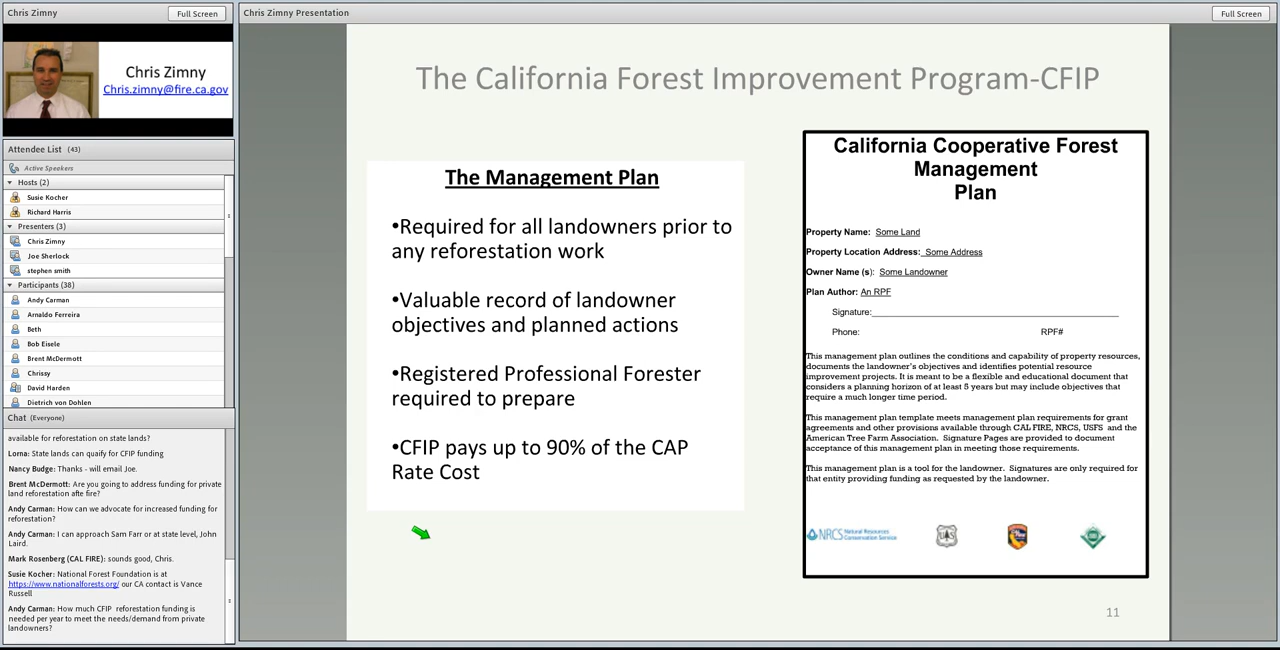 Chris Zimny
Full Screen
Chris Zimny
Chris.zimny@fire.ca.gov
Attendee List (43)
Active Speakers
Hosts (2)
Susie Kocher
Richard Harris
Presenters (3)
Chris Zimny
Joe Sherlock
stephen smith
Participants (38)
Andy Carman
Arnaldo Ferreira
Beth
Bob Eisele
Brent McDermott
Chrissy
David Harden
Dietrich von Dohlen
Chat (Everyone)
available for reforestation on state lands?
Lorna: State lands can quaify for CFIP funding
Nancy Budge: Thanks - will email Joe.
Brent McDermott: Are you going to address funding for private
land reforestation afte fire?
Andy Carman: How can we advocate for increased funding for
reforestation?
Andy Carman: I can approach Sam Farr or at state level, John
Laird.
Mark Rosenberg (CAL FIRE): sounds good, Chris.
Susie Kocher: National Forest Foundation is at
https://www.nationalforests.org/ our CA contact is Vance
Russell
Andy Carman: How much CFIP reforestation funding is
needed per year to meet the needs/demand from private
landowners?
Chris Zimny Presentation
Full Screen
The California Forest Improvement Program-CFIP
The Management Plan
•Required for all landowners prior to
any reforestation work
•Valuable record of landowner
objectives and planned actions
•Registered Professional Forester
required to prepare
•CFIP pays up to 90% of the CAP
Rate Cost
California Cooperative Forest
Management
Plan
Property Name: Some Land
Property Location Address: Some Address
Owner Name (s): Some Landowner
Plan Author: An RPF
Signature:
Phone: RPF#
This management plan outlines the conditions and capability of property resources,
documents the landowner's objectives and identifies potential resource
improvement projects. It is meant to be a flexible and educational document that
considers a planning horizon of at least 5 years but may include objectives that
require a much longer time period.
This management plan template meets management plan requirements for grant
agreements and other provisions available through CAL FIRE, NRCS, USFS and the
American Tree Farm Association. Signature Pages are provided to document
acceptance of this management plan in meeting those requirements.
This management plan is a tool for the landowner. Signatures are only required for
that entity providing funding as requested by the landowner.
NRCS Natural Resources
Conservation Service
11